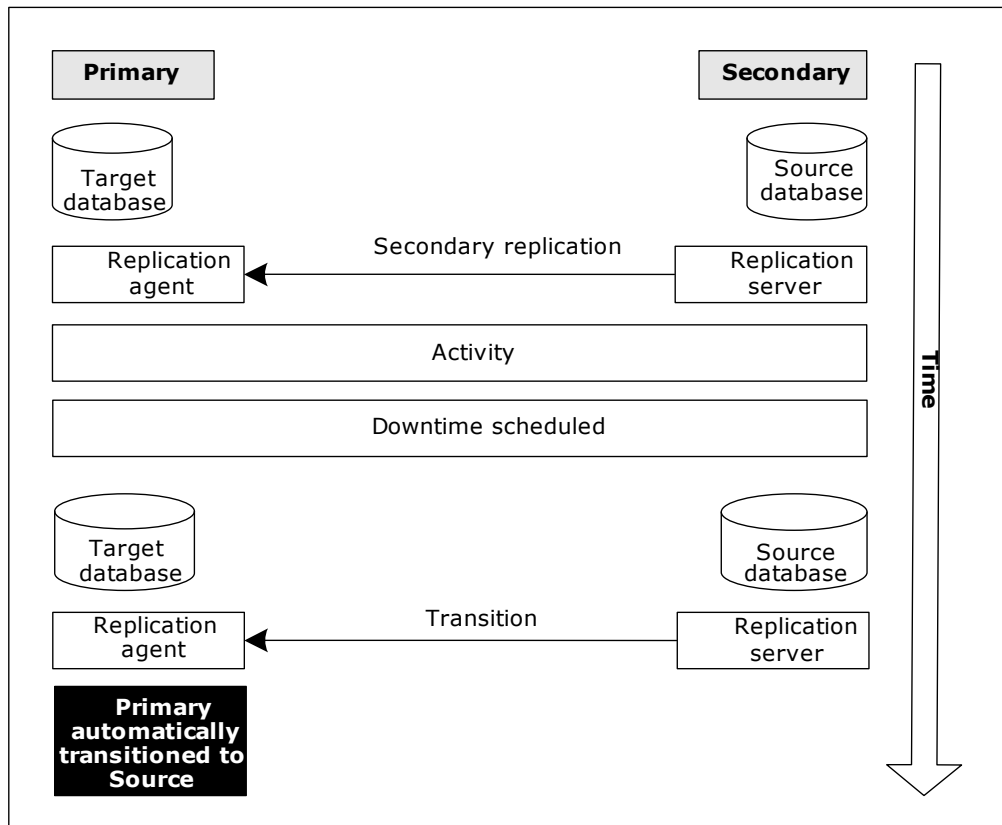 Primary
Secondary
Target
database
Source
database
Replication
agent
Secondary replication
Replication
server
Activity
Downtime scheduled
Time
Target
database
Source
database
Replication
agent
Transition
Replication
server
Primary
automatically
transitioned to
Source